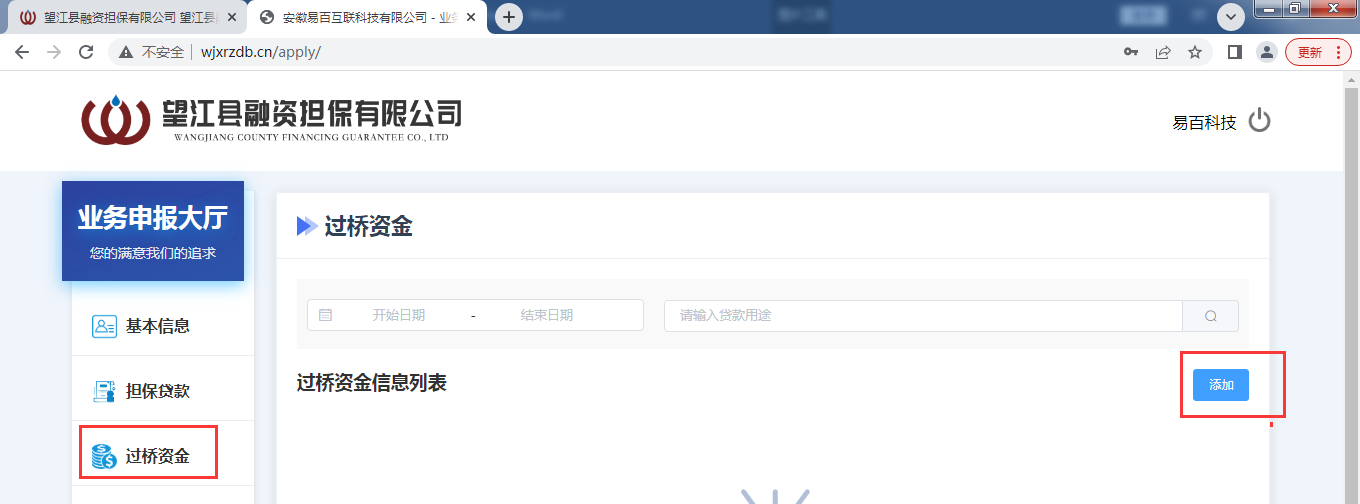 望江县融资担保有限公司 望江县
安徽易百互联科技有限公司 - 业务
不安全 wjxrzdb.cn/apply/
更新
望江县融资担保有限公司
WANGJIANG COUNTY FINANCING GUARANTEE CO., LTD
易百科技
业务申报大厅
您的满意我们的追求
基本信息
担保贷款
过桥资金
过桥资金
开始日期 - 结束日期
请输入贷款用途
过桥资金信息列表
添加